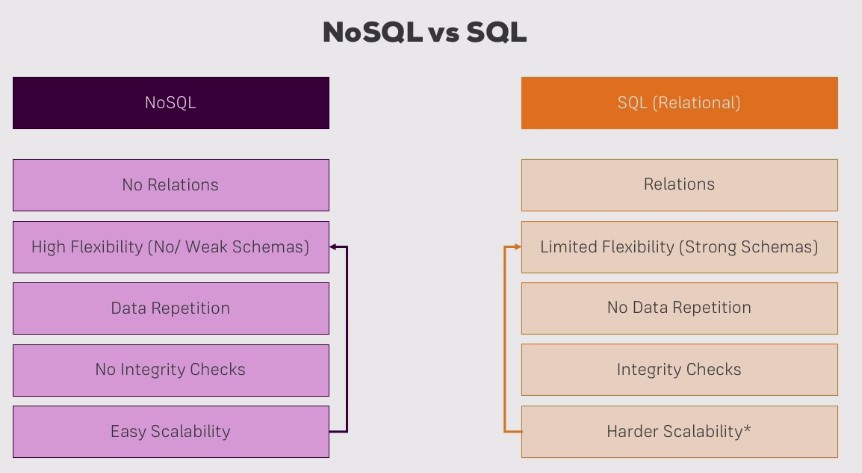 NoSQL vs SQL
NoSQL
SQL (Relational)
No Relations
Relations
High Flexibility (No/ Weak Schemas)
Limited Flexibility (Strong Schemas)
Data Repetition
No Data Repetition
No Integrity Checks
Integrity Checks
Easy Scalability
Harder Scalability*